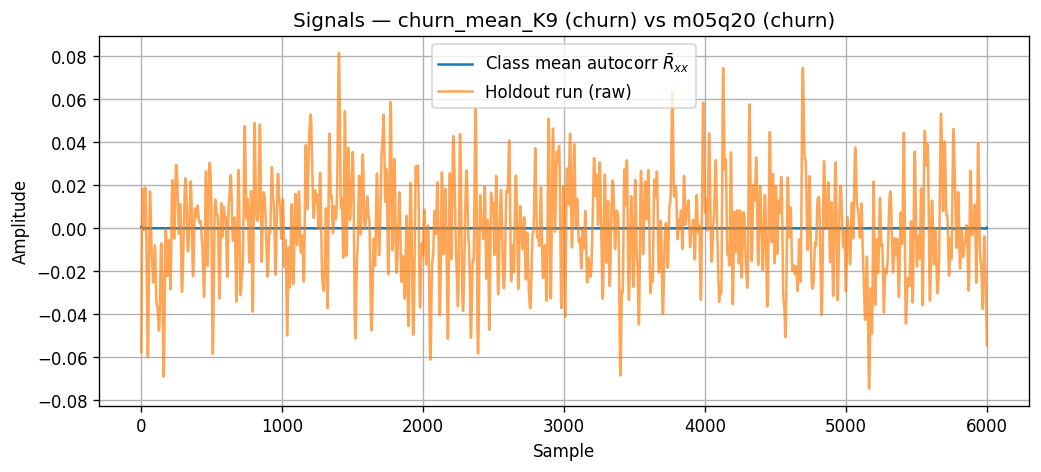 Signals — churn_mean_K9 (churn) vs m05q20 (churn)
Class mean autocorr R̄xx
Holdout run (raw)
Amplitude
0.08
0.06
0.04
0.02
0.00
−0.02
−0.04
−0.06
−0.08
0 1000 2000 3000 4000 5000 6000
Sample